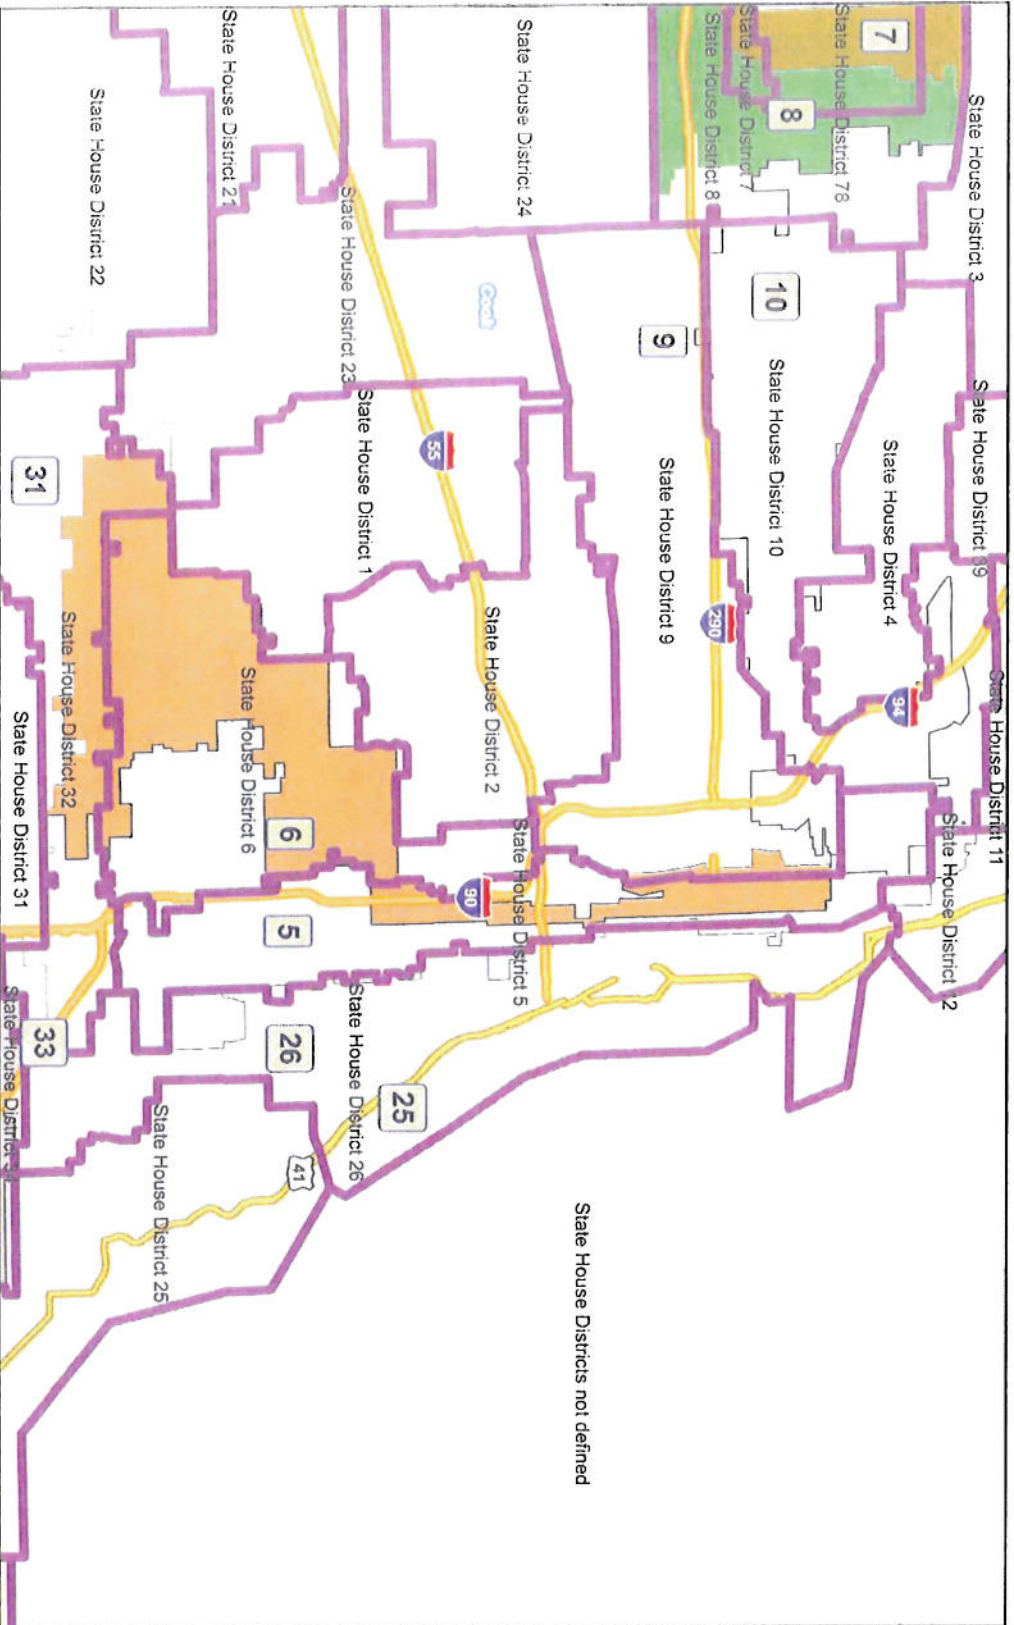 State House District 11
State House District 39
State House District 3
State House District 12
94
State House District 4
7
State House District 78
8
10
State House District 10
State House District 7
290
State House District 8
9
State House District 9
State House Districts not defined
State House District 24
State House District 5
State House District 2
Cook
90
55
25
State House District 1
State House District 26
State House District 23
41
6
5
26
State House District 6
State House District 21
State House District 25
State House District 22
State House District 32
33
31
State House District 31
State House District 34